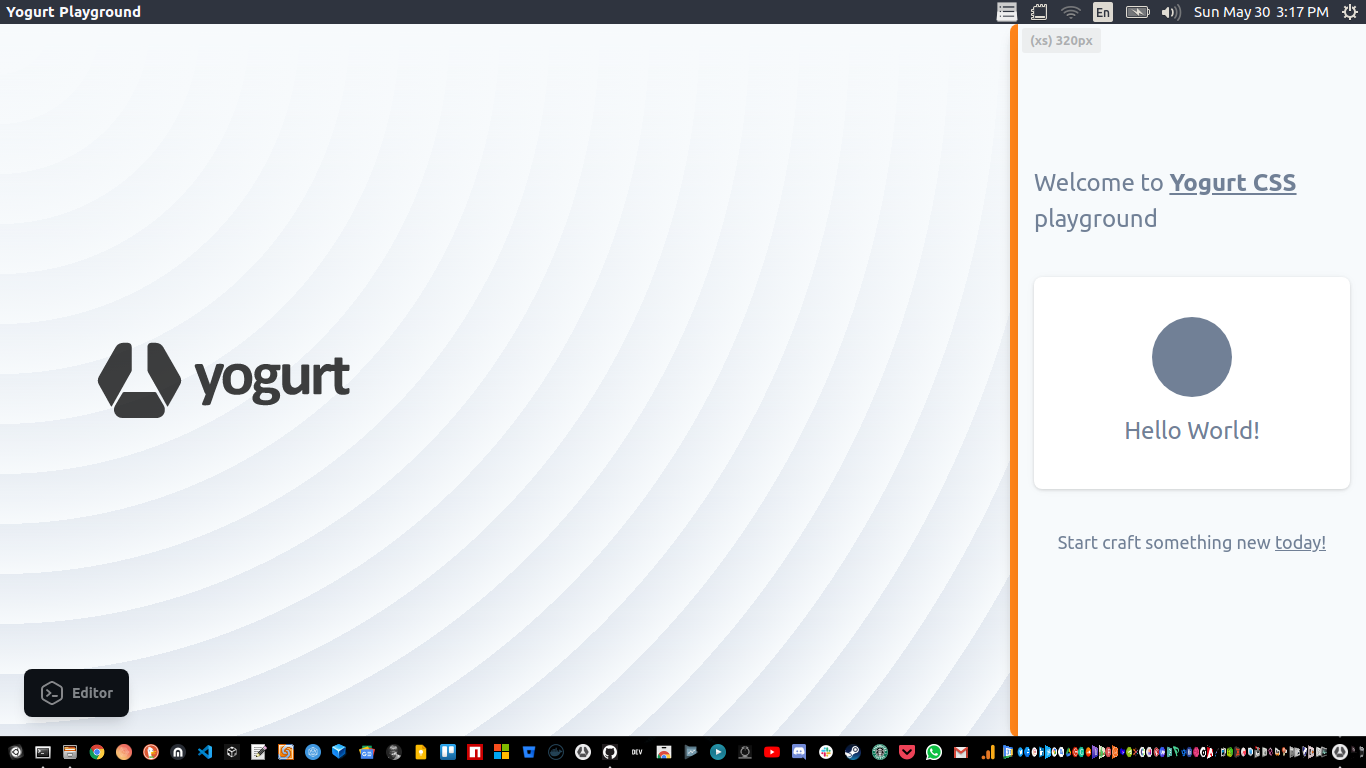 Yogurt Playground
En
Sun May 30 3:17 PM
(xs) 320px
Welcome to Yogurt CSS
playground
yogurt
Hello World!
Start craft something new today!
Editor
DEV